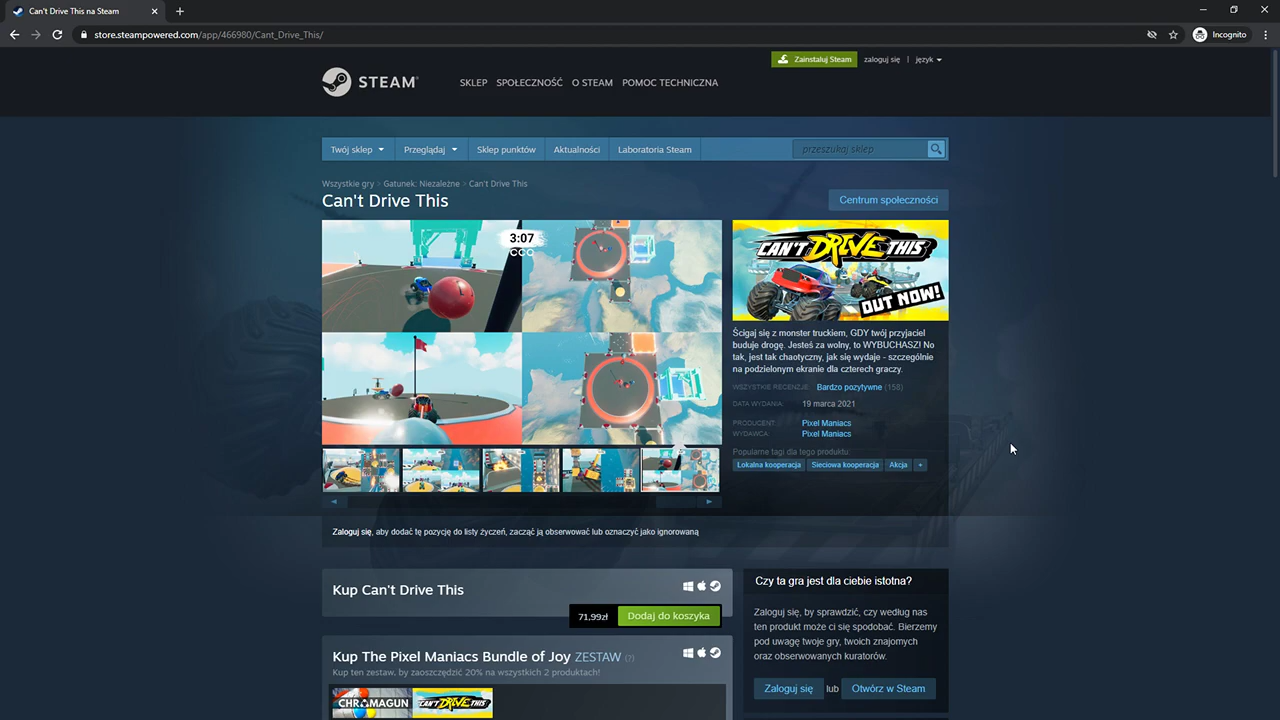 Can't Drive This na Steam
store.steampowered.com/app/466980/Cant_Drive_This/
Incognito
Zainstaluj Steam
zaloguj się | język
STEAM
SKLEP SPOŁECZNOŚĆ O STEAM POMOC TECHNICZNA
Twój sklep Przeglądaj Sklep punktów Aktualności Laboratoria Steam
przeszukaj sklep
Wszystkie gry > Gatunek: Niezależne > Can't Drive This
Can't Drive This
Centrum społeczności
3:07
CAN'T DRIVE THIS
OUT NOW!
Ścigaj się z monster truckiem, GDY twój przyjaciel
buduje drogę. Jesteś za wolny, to WYBUCHASZ! No
tak, jest tak chaotyczny, jak się wydaje - szczególnie
na podzielonym ekranie dla czterech graczy.
WSZYSTKIE RECENZJE: Bardzo pozytywne (158)
DATA WYDANIA: 19 marca 2021
PRODUCENT: Pixel Maniacs
WYDAWCA: Pixel Maniacs
Popularne tagi dla tego produktu:
Lokalna kooperacja Sieciowa kooperacja Akcja +
Zaloguj się, aby dodać tę pozycję do listy życzeń, zacząć ją obserwować lub oznaczyć jako ignorowaną
Kup Can't Drive This
71,99zł Dodaj do koszyka
Kup The Pixel Maniacs Bundle of Joy ZESTAW (?)
Kup ten zestaw, by zaoszczędzić 20% na wszystkich 2 produktach!
CHROMAGUN
CAN'T DRIVE THIS
Czy ta gra jest dla ciebie istotna?
Zaloguj się, by sprawdzić, czy według nas
ten produkt może ci się spodobać. Bierzemy
pod uwagę twoje gry, twoich znajomych
oraz obserwowanych kuratorów.
Zaloguj się lub Otwórz w Steam